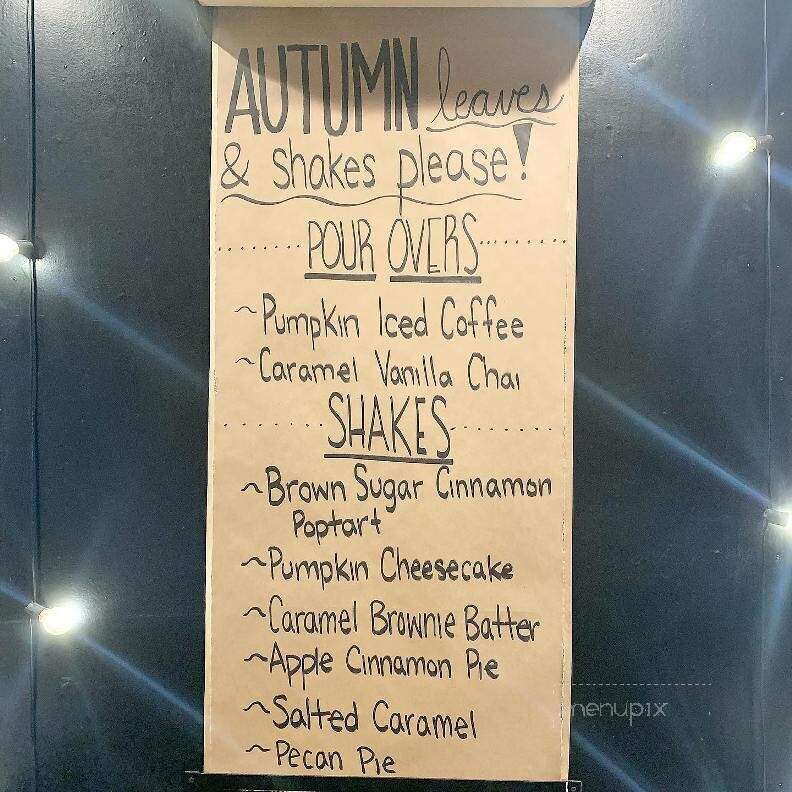 AUTUMN leaves
& shakes please!
POUR OVERS
~Pumpkin Iced Coffee
~Caramel Vanilla Chai
SHAKES
~Brown Sugar Cinnamon
Poptart
~Pumpkin Cheesecake
~Caramel Brownie Batter
~Apple Cinnamon Pie
~Salted Caramel
~Pecan Pie
menupix